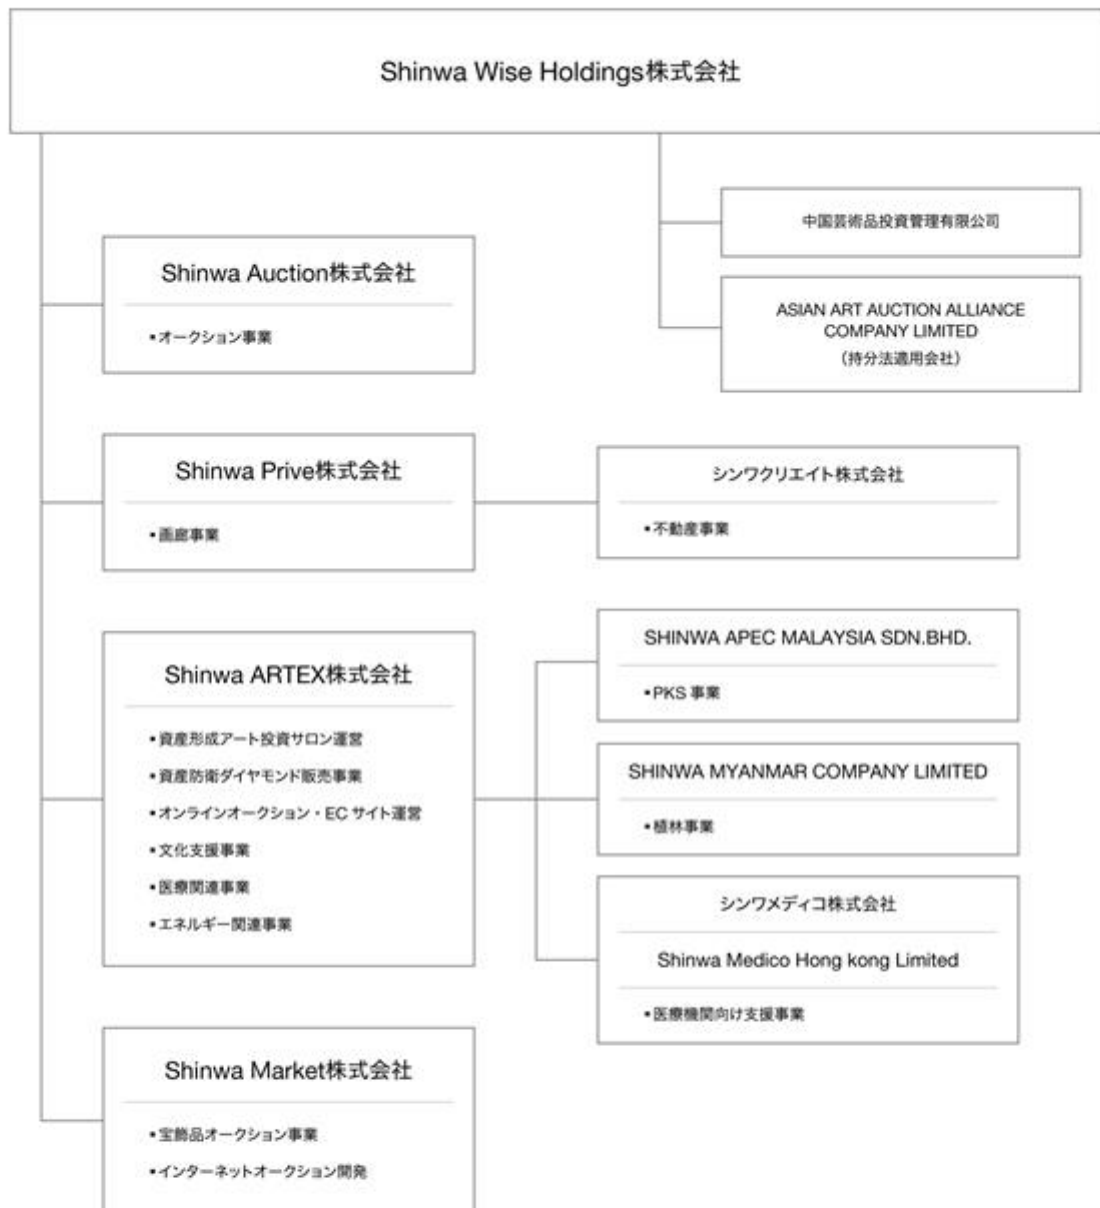 Shinwa Wise Holdings株式会社
中国芸術品投資管理有限公司
ASIAN ART AUCTION ALLIANCE
COMPANY LIMITED
（持分法適用会社）
Shinwa Auction株式会社
▪オークション事業
Shinwa Prive株式会社
▪画廊事業
シンワクリエイト株式会社
▪不動産事業
Shinwa ARTEX株式会社
▪資産形成アート投資サロン運営
▪資産防衛ダイヤモンド販売事業
▪オンラインオークション・ECサイト運営
▪文化支援事業
▪医療関連事業
▪エネルギー関連事業
SHINWA APEC MALAYSIA SDN.BHD.
▪PKS 事業
SHINWA MYANMAR COMPANY LIMITED
▪植林事業
シンワメディコ株式会社
Shinwa Medico Hong kong Limited
▪医療機関向け支援事業
Shinwa Market株式会社
▪宝飾品オークション事業
▪インターネットオークション開発